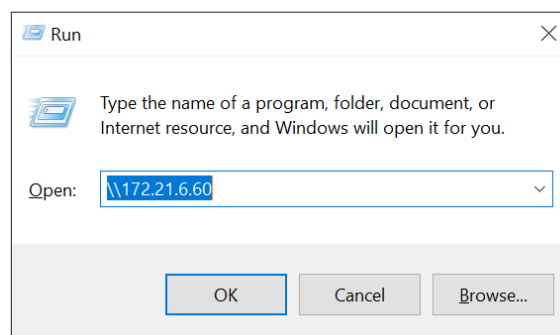 Run
Type the name of a program, folder, document, or
Internet resource, and Windows will open it for you.
Open: \\172.21.6.60
OK Cancel Browse...